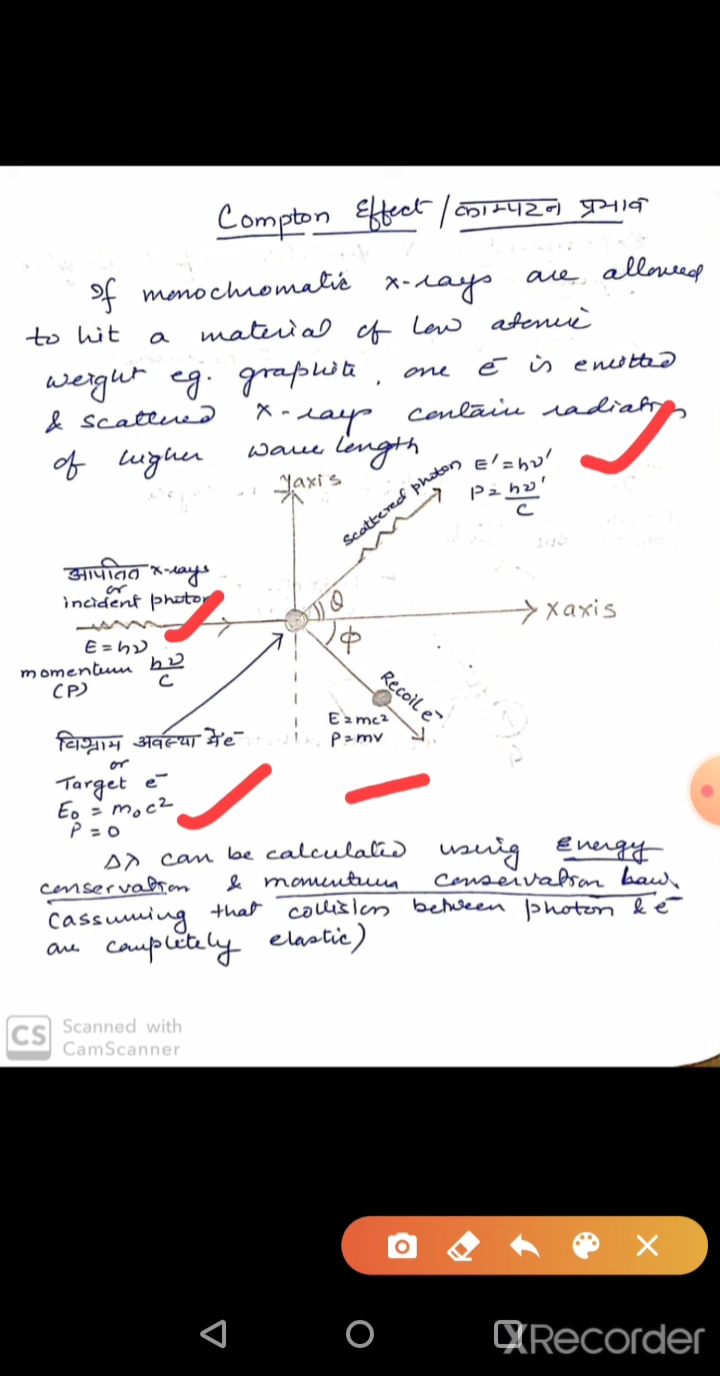 Compton Effect / काम्पटन प्रभाव
If monochromatic x-rays are allowed
to hit a material of low atomic
weight eg. graphite, one e⁻ is emitted
& scattered x-rays contain radiation
of higher wave length
Yaxis
Scattered photon
E' = hν'
P = hν'/c
आपतित x-rays
or
incident photon
E = hν
momentum hν/c
(P)
θ
ϕ
xaxis
Recoil e⁻
E = mc²
P = mv
विश्राम अवस्था में e⁻
or
Target e⁻
E₀ = m₀c²
P = 0
Δλ can be calculated using Energy
conservation & momentum conservation law.
(assuming that collision between photon & e⁻
are completely elastic)
CS Scanned with
CamScanner
XRecorder